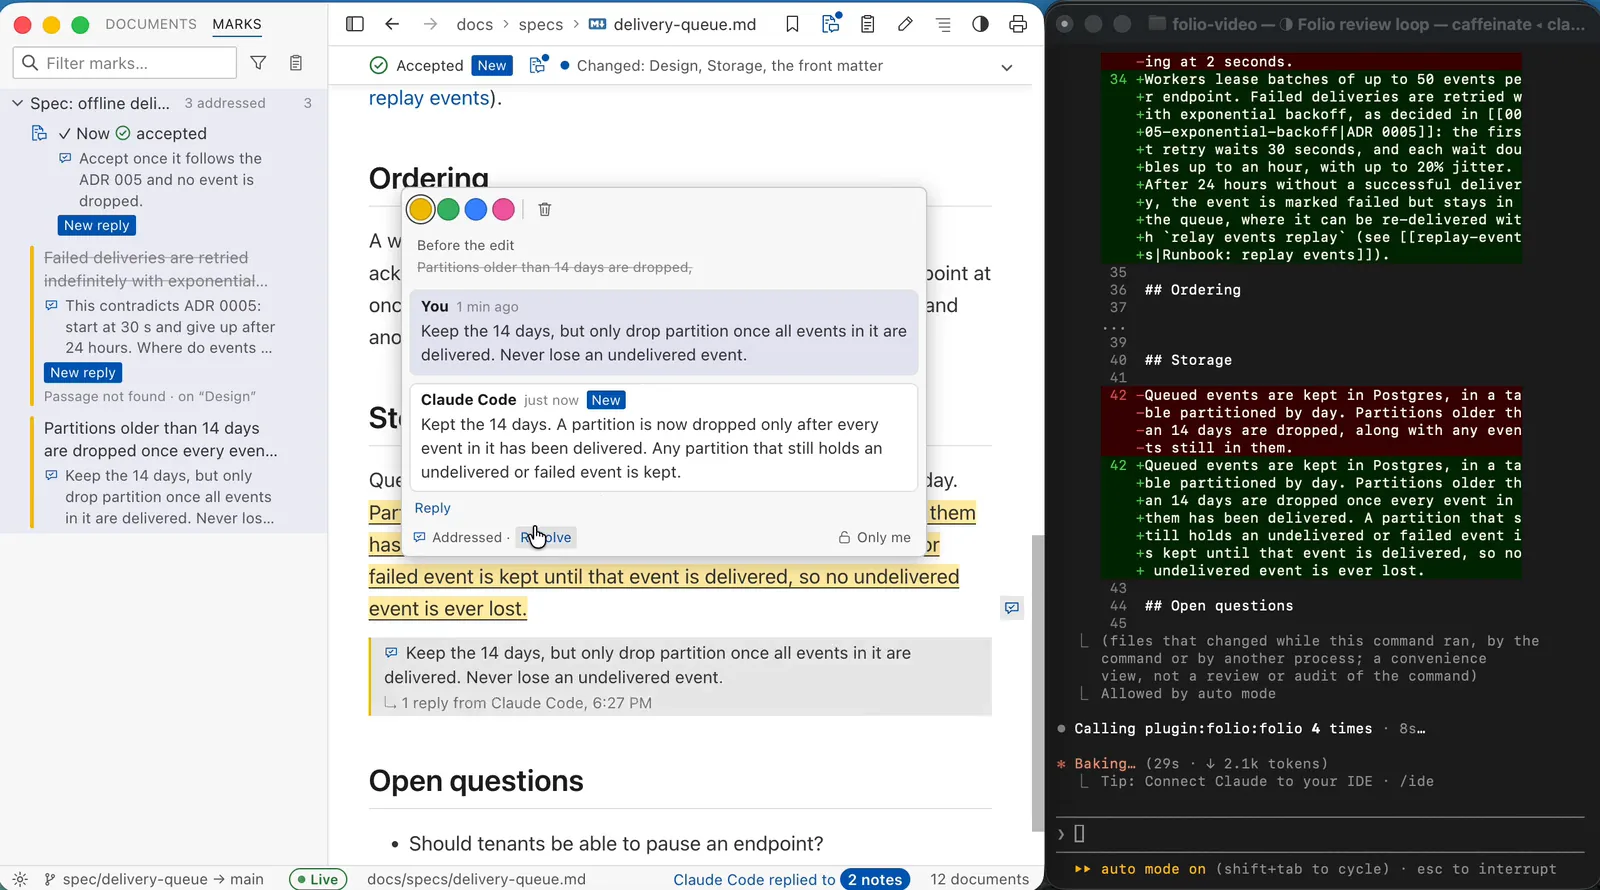 DOCUMENTS MARKS
Filter marks...
Spec: offline deli... 3 addressed 3
Now accepted
Accept once it follows the
ADR 005 and no event is
dropped.
New reply
Failed deliveries are retried
indefinitely with exponential...
This contradicts ADR 0005:
start at 30 s and give up after
24 hours. Where do events ...
New reply
Passage not found · on “Design”
Partitions older than 14 days
are dropped once every even...
Keep the 14 days, but only
drop partition once all events
in it are delivered. Never los...
spec/delivery-queue → main
docs > specs > delivery-queue.md
Accepted New Changed: Design, Storage, the front matter
replay events).
Ordering
A w
ack point at
onc and
ano
Before the edit
Partitions older than 14 days are dropped,
You 1 min ago
Keep the 14 days, but only drop partition once all events in it are
delivered. Never lose an undelivered event.
Claude Code just now New
Kept the 14 days. A partition is now dropped only after every
event in it has been delivered. Any partition that still holds an
undelivered or failed event is kept.
Reply
Addressed · Only me
Que day.
Par them
has or
failed event is kept until that event is delivered, so no undelivered
event is ever lost.
Keep the 14 days, but only drop partition once all events in it are
delivered. Never lose an undelivered event.
1 reply from Claude Code, 6:27 PM
Open questions
• Should tenants be able to pause an endpoint?
Live docs/specs/delivery-queue.md Claude Code replied to 2 notes 12 documents
folio-video — Folio review loop — caffeinate ◂ cla...
-ing at 2 seconds.
34 +Workers lease batches of up to 50 events pe
+r endpoint. Failed deliveries are retried w
+ith exponential backoff, as decided in [[00
+05-exponential-backoff|ADR 0005]]: the firs
+t retry waits 30 seconds, and each wait dou
+bles up to an hour, with up to 20% jitter.
+After 24 hours without a successful deliver
+y, the event is marked failed but stays in
+the queue, where it can be re-delivered wit
+h `relay events replay` (see [[replay-event
+s|Runbook: replay events]]).
35
36 ## Ordering
37
...
39
40 ## Storage
41
42 -Queued events are kept in Postgres, in a ta
-ble partitioned by day. Partitions older th
-an 14 days are dropped, along with any even
-ts still in them.
42 +Queued events are kept in Postgres, in a ta
+ble partitioned by day. Partitions older th
+an 14 days are dropped once every event in
+them has been delivered. A partition that s
+till holds an undelivered or failed event i
+s kept until that event is delivered, so no
+ undelivered event is ever lost.
43
44 ## Open questions
45
(files that changed while this command ran, by the
command or by another process; a convenience
view, not a review or audit of the command)
Allowed by auto mode
Calling plugin:folio:folio 4 times · 8s…
Baking… (29s · ↓ 2.1k tokens)
Tip: Connect Claude to your IDE · /ide
auto mode on (shift+tab to cycle) · esc to interrupt